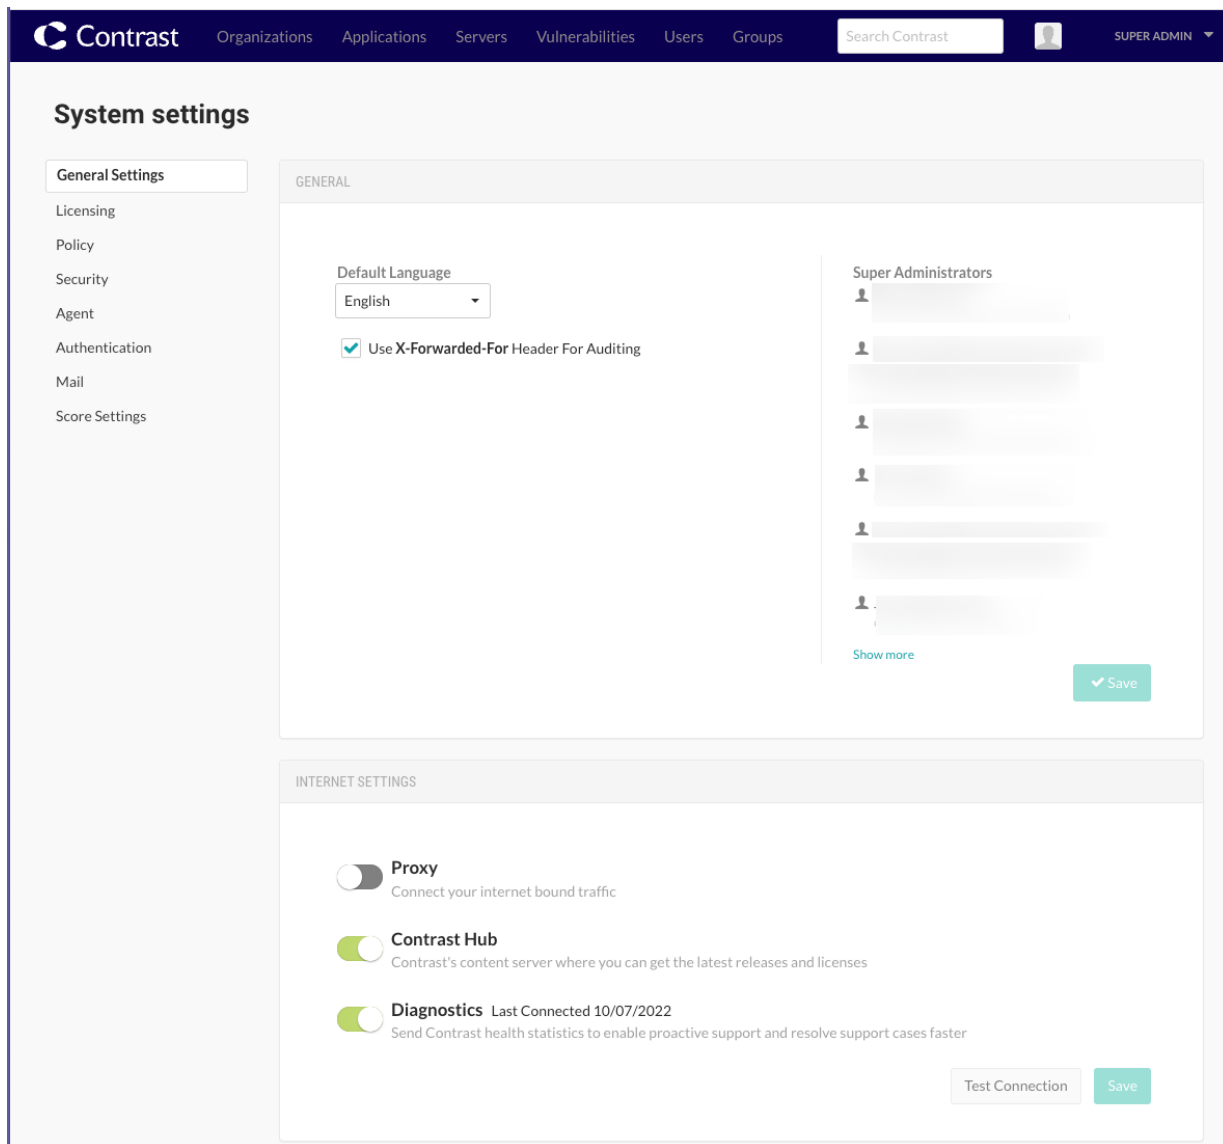 Contrast Organizations Applications Servers Vulnerabilities Users Groups Search Contrast SUPER ADMIN
System settings
General Settings
Licensing
Policy
Security
Agent
Authentication
Mail
Score Settings
GENERAL
Default Language
English
Use X-Forwarded-For Header For Auditing
Super Administrators
Show more
Save
INTERNET SETTINGS
Proxy
Connect your internet bound traffic
Contrast Hub
Contrast's content server where you can get the latest releases and licenses
Diagnostics Last Connected 10/07/2022
Send Contrast health statistics to enable proactive support and resolve support cases faster
Test Connection Save